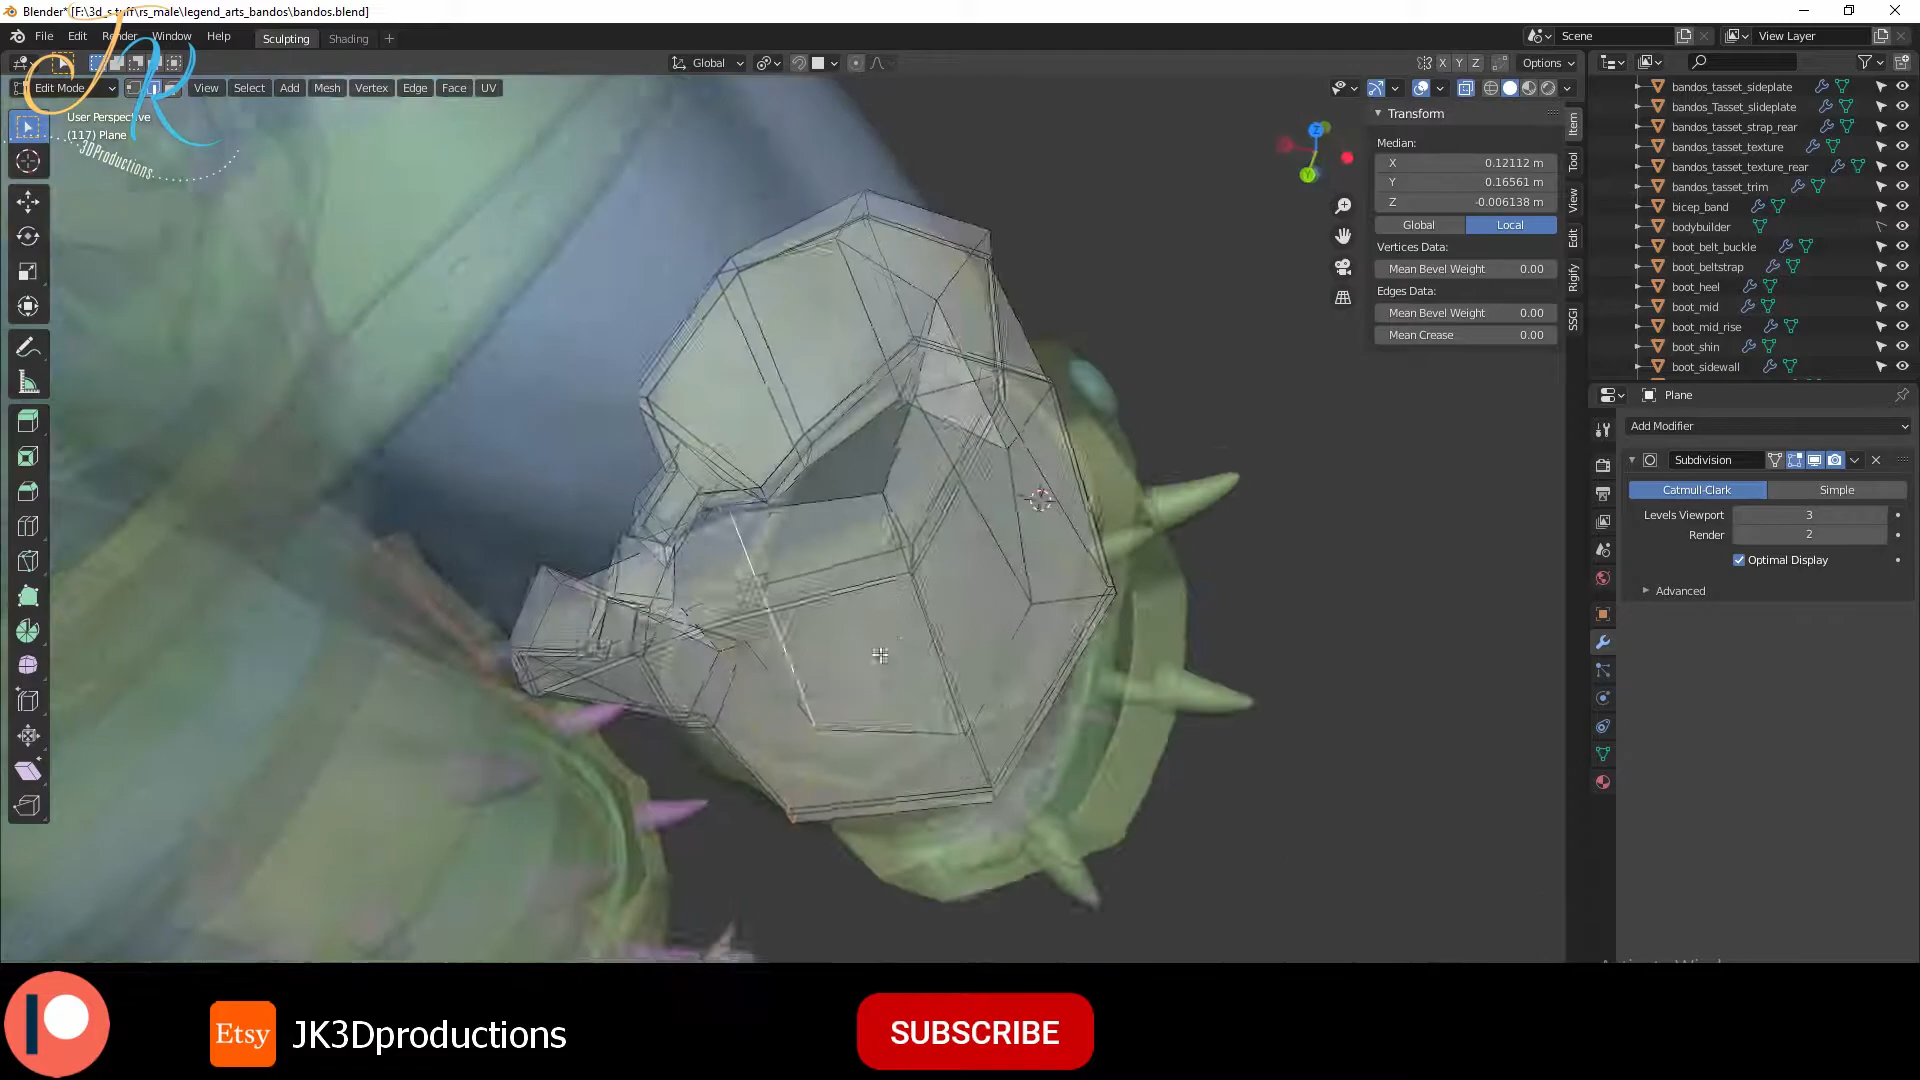 Blender* [F:\3d_stuff\rs_male\legend_arts_bandos\bandos.blend]
File Edit Render Window Help Sculpting Shading + Scene View Layer
Global X Y Z Options
Edit Mode View Select Add Mesh Vertex Edge Face UV
JK
3DProductions
User Perspective
(117) Plane
Transform
Median:
X 0.12112 m
Y 0.16561 m
Z -0.006138 m
Global Local
Vertices Data:
Mean Bevel Weight 0.00
Edges Data:
Mean Bevel Weight 0.00
Mean Crease 0.00
Item
Tool
View
Edit
Rigify
SSGI
Z
Y
bandos_tasset_sideplate
bandos_Tasset_slideplate
bandos_tasset_strap_rear
bandos_tasset_texture
bandos_tasset_texture_rear
bandos_tasset_trim
bicep_band
bodybuilder
boot_belt_buckle
boot_beltstrap
boot_heel
boot_mid
boot_mid_rise
boot_shin
boot_sidewall
Plane
Add Modifier
Subdivision
Catmull-Clark Simple
Levels Viewport 3
Render 2
Optimal Display
Advanced
Etsy JK3Dproductions
SUBSCRIBE